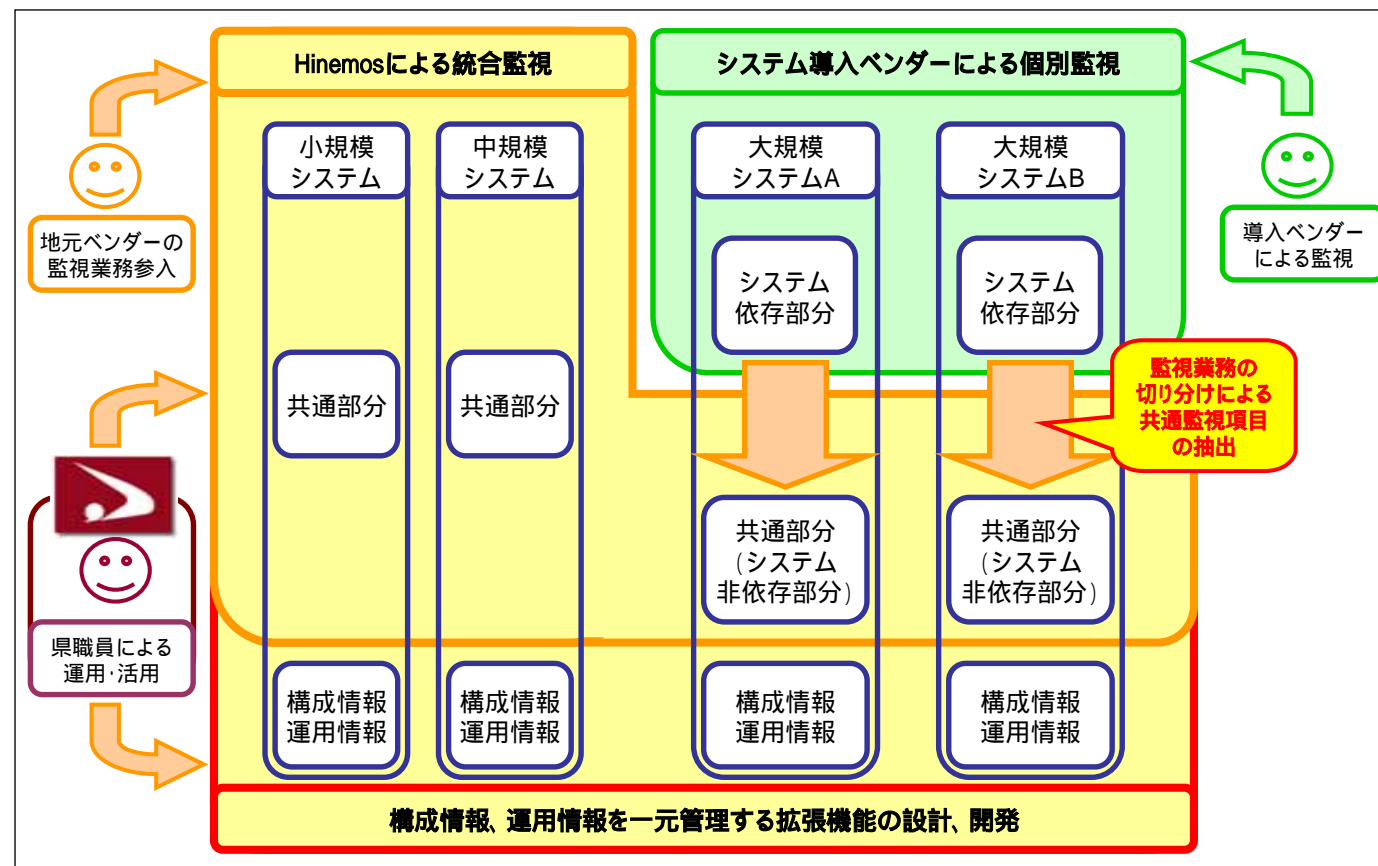 Hinemosによる統合監視
システム導入ベンダーによる個別監視
小規模
システム
中規模
システム
大規模
システムA
大規模
システムB
地元ベンダーの
監視業務参入
導入ベンダー
による監視
システム
依存部分
システム
依存部分
監視業務の
切り分けによる
共通監視項目
の抽出
共通部分
共通部分
共通部分
(システム
非依存部分)
共通部分
(システム
非依存部分)
県職員による
運用・活用
構成情報
運用情報
構成情報
運用情報
構成情報
運用情報
構成情報
運用情報
構成情報、運用情報を一元管理する拡張機能の設計、開発